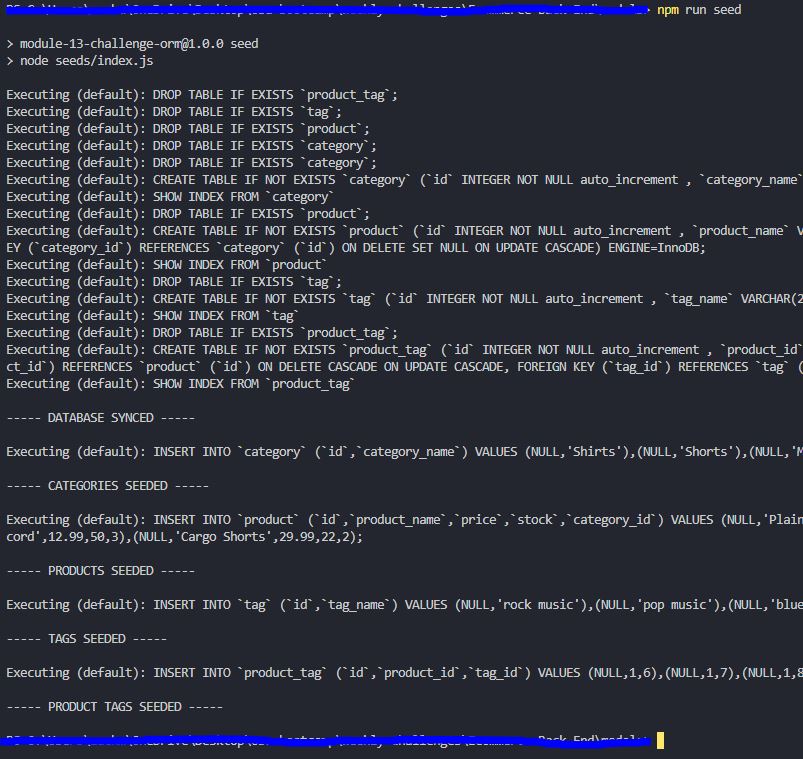 npm run seed
> module-13-challenge-orm@1.0.0 seed
> node seeds/index.js
Executing (default): DROP TABLE IF EXISTS `product_tag`;
Executing (default): DROP TABLE IF EXISTS `tag`;
Executing (default): DROP TABLE IF EXISTS `product`;
Executing (default): DROP TABLE IF EXISTS `category`;
Executing (default): DROP TABLE IF EXISTS `category`;
Executing (default): CREATE TABLE IF NOT EXISTS `category` (`id` INTEGER NOT NULL auto_increment , `category_name`
Executing (default): SHOW INDEX FROM `category`
Executing (default): DROP TABLE IF EXISTS `product`;
Executing (default): CREATE TABLE IF NOT EXISTS `product` (`id` INTEGER NOT NULL auto_increment , `product_name` V
EY (`category_id`) REFERENCES `category` (`id`) ON DELETE SET NULL ON UPDATE CASCADE) ENGINE=InnoDB;
Executing (default): SHOW INDEX FROM `product`
Executing (default): DROP TABLE IF EXISTS `tag`;
Executing (default): CREATE TABLE IF NOT EXISTS `tag` (`id` INTEGER NOT NULL auto_increment , `tag_name` VARCHAR(2
Executing (default): SHOW INDEX FROM `tag`
Executing (default): DROP TABLE IF EXISTS `product_tag`;
Executing (default): CREATE TABLE IF NOT EXISTS `product_tag` (`id` INTEGER NOT NULL auto_increment , `product_id`
ct_id`) REFERENCES `product` (`id`) ON DELETE CASCADE ON UPDATE CASCADE, FOREIGN KEY (`tag_id`) REFERENCES `tag` (
Executing (default): SHOW INDEX FROM `product_tag`
----- DATABASE SYNCED -----
Executing (default): INSERT INTO `category` (`id`,`category_name`) VALUES (NULL,'Shirts'),(NULL,'Shorts'),(NULL,'M
----- CATEGORIES SEEDED -----
Executing (default): INSERT INTO `product` (`id`,`product_name`,`price`,`stock`,`category_id`) VALUES (NULL,'Plain
cord',12.99,50,3),(NULL,'Cargo Shorts',29.99,22,2);
----- PRODUCTS SEEDED -----
Executing (default): INSERT INTO `tag` (`id`,`tag_name`) VALUES (NULL,'rock music'),(NULL,'pop music'),(NULL,'blue
----- TAGS SEEDED -----
Executing (default): INSERT INTO `product_tag` (`id`,`product_id`,`tag_id`) VALUES (NULL,1,6),(NULL,1,7),(NULL,1,8
----- PRODUCT TAGS SEEDED -----